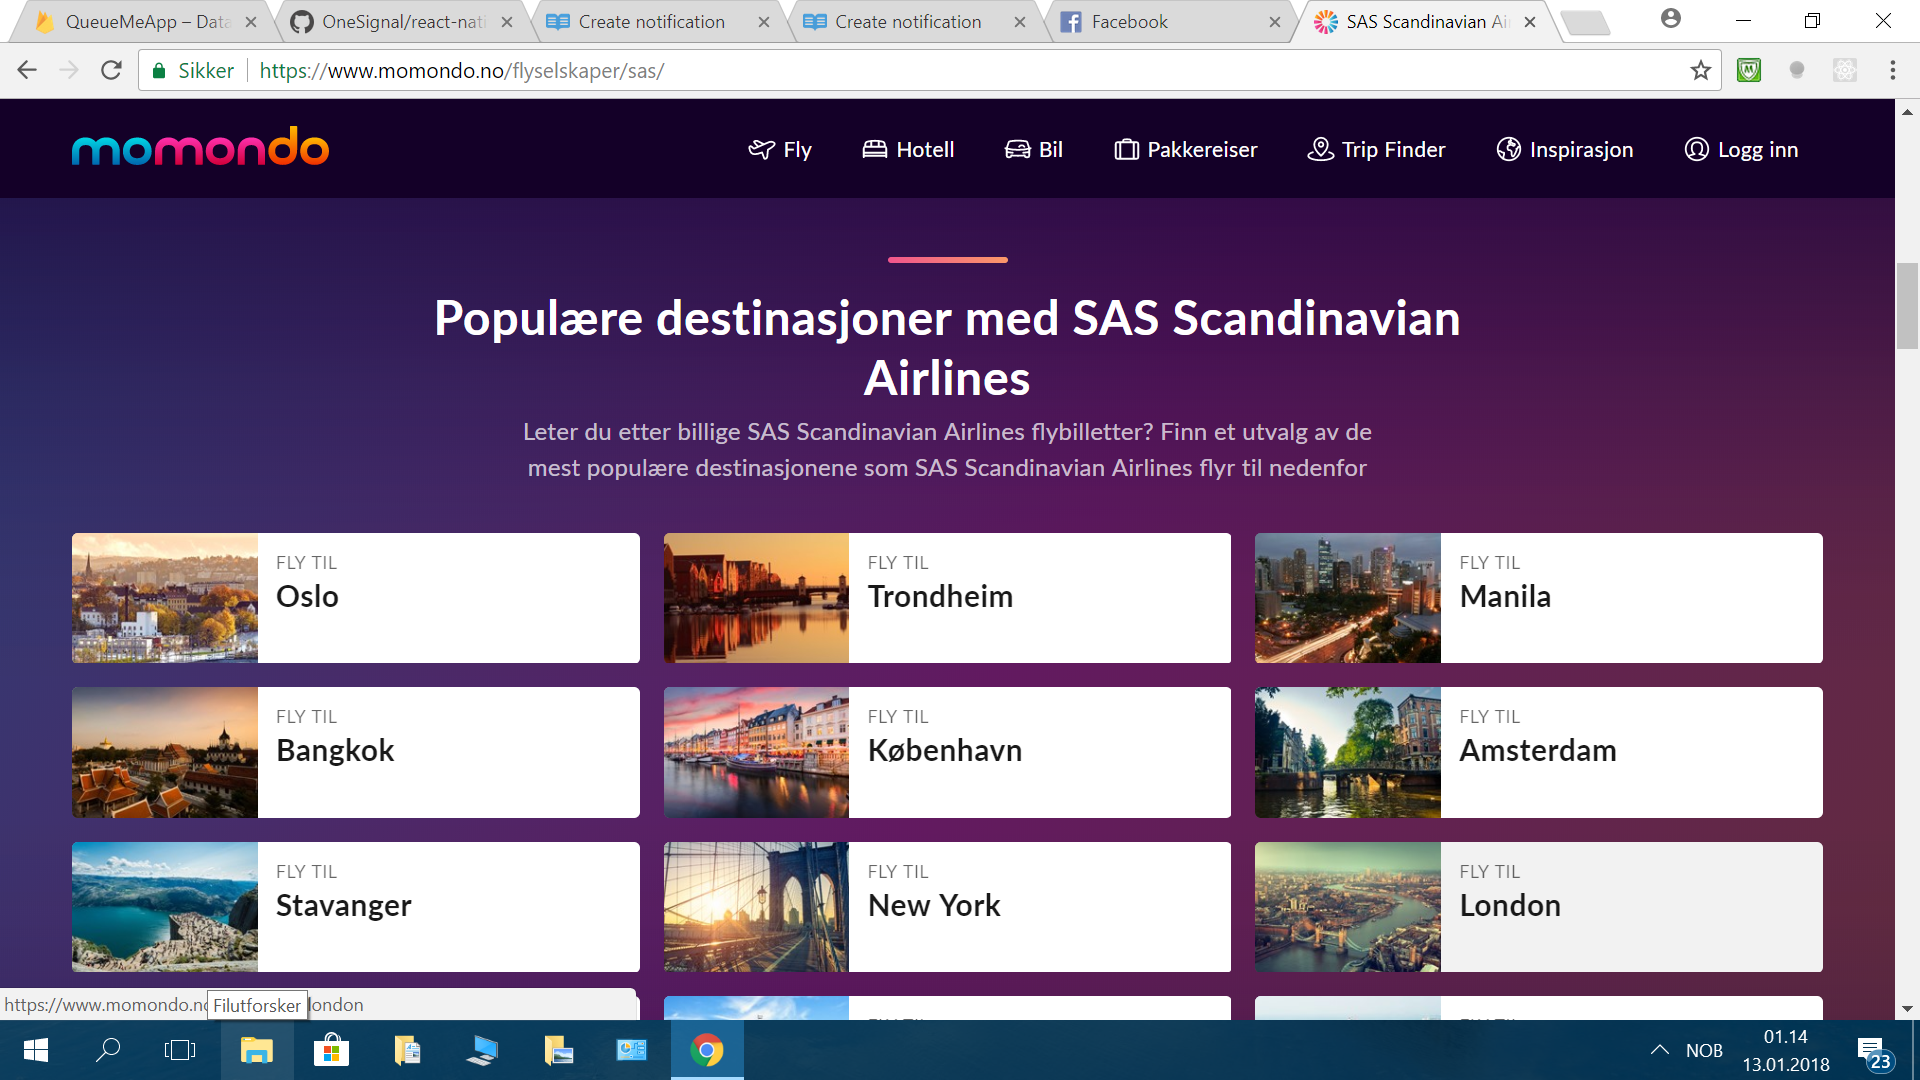 QueueMeApp – Data
OneSignal/react-nati
Create notification
Create notification
Facebook
SAS Scandinavian Ai
Sikker
https://www.momondo.no/flyselskaper/sas/
momondo
Fly
Hotell
Bil
Pakkereiser
Trip Finder
Inspirasjon
Logg inn
Populære destinasjoner med SAS Scandinavian
Airlines
Leter du etter billige SAS Scandinavian Airlines flybilletter? Finn et utvalg av de
mest populære destinasjonene som SAS Scandinavian Airlines flyr til nedenfor
FLY TIL
Oslo
FLY TIL
Trondheim
FLY TIL
Manila
FLY TIL
Bangkok
FLY TIL
København
FLY TIL
Amsterdam
FLY TIL
Stavanger
FLY TIL
New York
FLY TIL
London
https://www.momondo.no
Filutforsker
london
NOB
01.14
13.01.2018
23